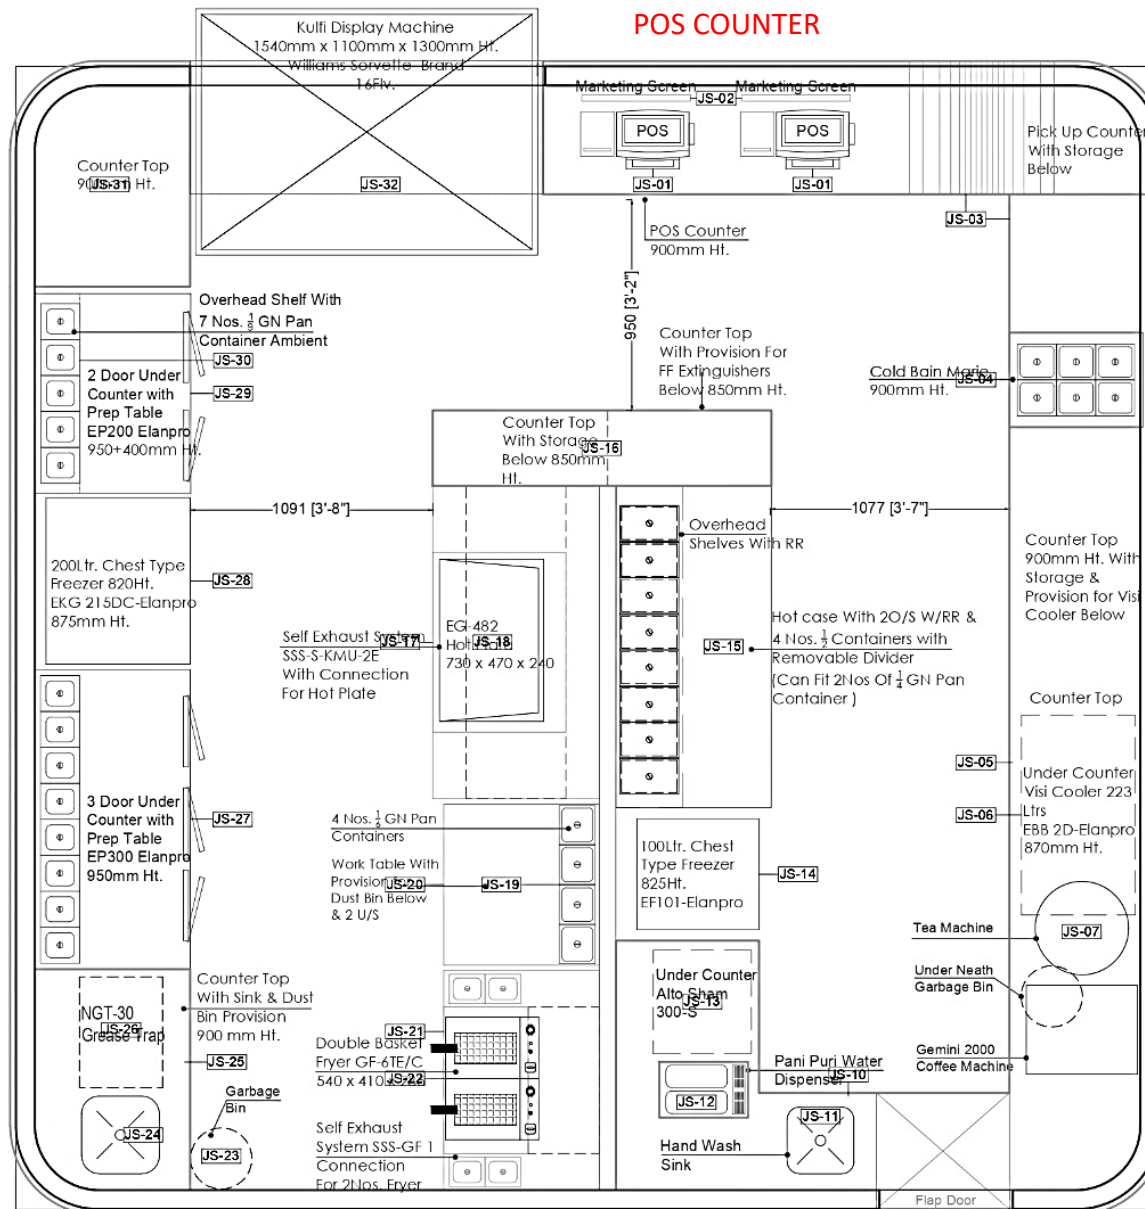 POS COUNTER
Kulfi Display Machine
1540mm x 1100mm x 1300mm Ht.
Williams Sorvette Brand
16Flv.
Marketing Screen
JS-02
Marketing Screen
POS
POS
JS-01
JS-01
Pick Up Counter
With Storage
Below
JS-03
Counter Top
900mm Ht.
JS-31
JS-32
POS Counter
900mm Ht.
950 [3'-2"]
Overhead Shelf With
7 Nos. 1/9 GN Pan
Container Ambient
JS-30
JS-29
2 Door Under
Counter with
Prep Table
EP200 Elanpro
950+400mm Ht.
Counter Top
With Provision For
FF Extinguishers
Below 850mm Ht.
Cold Bain Marie
900mm Ht.
JS-04
Counter Top
With Storage
Below 850mm
Ht.
JS-16
1091 [3'-8"]
1077 [3'-7"]
Overhead
Shelves With RR
Counter Top
900mm Ht. With
Storage &
Provision for Visi
Cooler Below
200Ltr. Chest Type
Freezer 820Ht.
EKG 215DC-Elanpro
875mm Ht.
JS-28
Self Exhaust System
SSS-S-KMU-2E
With Connection
For Hot Plate
JS-17
EG-482
Hot Plate
730 x 470 x 240
JS-18
JS-15
Hot case With 2O/S W/RR &
4 Nos. 1/2 Containers with
Removable Divider
(Can Fit 2Nos Of 1/4 GN Pan
Container )
Counter Top
JS-05
Under Counter
Visi Cooler 223
Ltrs
EBB 2D-Elanpro
870mm Ht.
JS-06
3 Door Under
Counter with
Prep Table
EP300 Elanpro
950mm Ht.
JS-27
4 Nos. 1/6 GN Pan
Containers
Work Table With
Provision
Dust Bin Below
& 2 U/S
JS-20
JS-19
100Ltr. Chest
Type Freezer
825Ht.
EF101-Elanpro
JS-14
Tea Machine
JS-07
Under Neath
Garbage Bin
Gemini 2000
Coffee Machine
Counter Top
With Sink & Dust
Bin Provision
900 mm Ht.
NGT-30
Grease Trap
JS-26
JS-25
Under Counter
Alto Sham
300-S
JS-13
JS-21
Double Basket
Fryer GF-6TE/C
540 x 410
JS-22
Pani Puri Water
Dispenser
JS-10
JS-12
JS-11
Hand Wash
Sink
Garbage
Bin
JS-24
JS-23
Self Exhaust
System SSS-GF 1
Connection
For 2Nos. Fryer
Flap Door